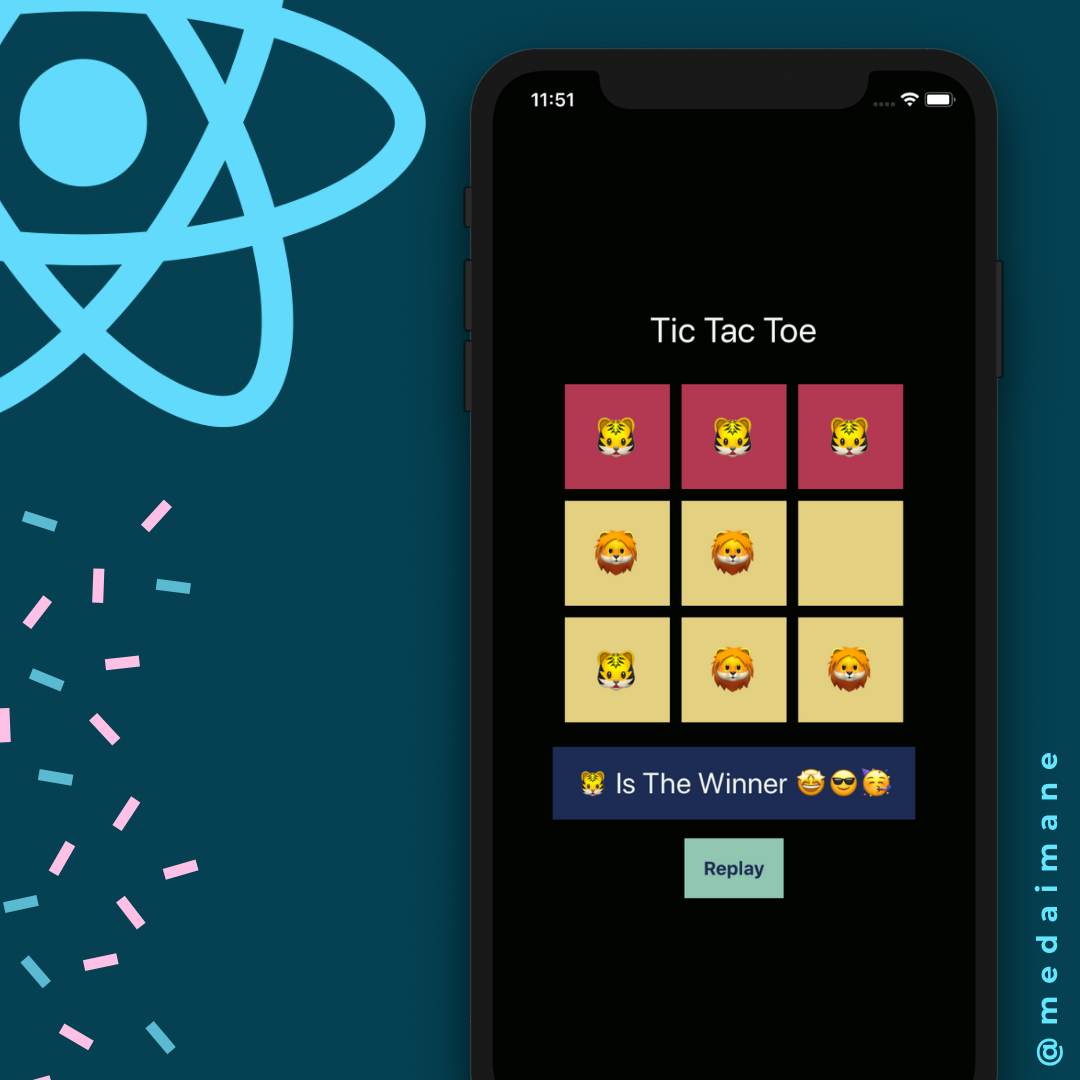 11:51
Tic Tac Toe
🐯 Is The Winner 🤩😎🥳
Replay
@medaimane